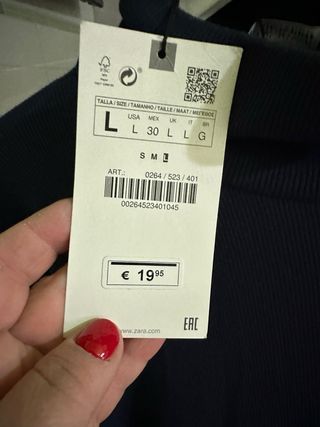 FSC
TALLA / SIZE / TAMANHO / TAILLE / MAAT / ΜΕΓΕΘΟΣ
L
USA MEX UK IT BR
L 30 L L G
S M L
ART.: 0264 / 523 / 401
00264523401045
€ 19 95
www.zara.com
EAC